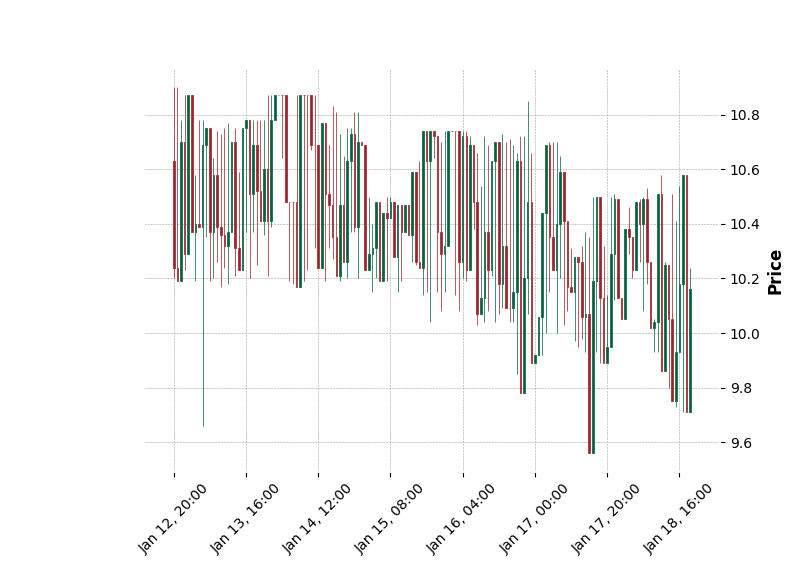 10.8
10.6
10.4
10.2
10.0
9.8
9.6
Price
Jan 12, 20:00
Jan 13, 16:00
Jan 14, 12:00
Jan 15, 08:00
Jan 16, 04:00
Jan 17, 00:00
Jan 17, 20:00
Jan 18, 16:00